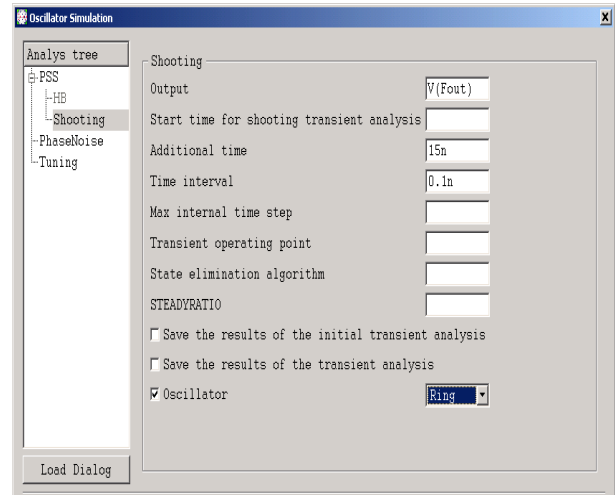 Oscillator Simulation
Analys tree
PSS
HB
Shooting
PhaseNoise
Tuning
Load Dialog
Shooting
Output V(Fout)
Start time for shooting transient analysis
Additional time 15n
Time interval 0.1n
Max internal time step
Transient operating point
State elimination algorithm
STEADYRATIO
Save the results of the initial transient analysis
Save the results of the transient analysis
Oscillator Ring